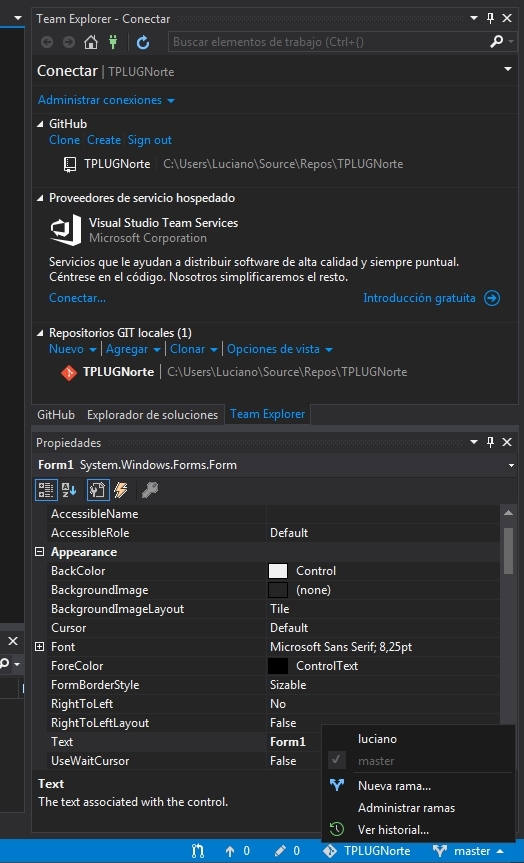 Team Explorer - Conectar
Buscar elementos de trabajo (Ctrl+{)
Conectar | TPLUGNorte
Administrar conexiones
GitHub
Clone Create Sign out
TPLUGNorte | C:\Users\Luciano\Source\Repos\TPLUGNorte
Proveedores de servicio hospedado
Visual Studio Team Services
Microsoft Corporation
Servicios que le ayudan a distribuir software de alta calidad y siempre puntual.
Céntrese en el código. Nosotros simplificaremos el resto.
Conectar... Introducción gratuita
Repositorios GIT locales (1)
Nuevo | Agregar | Clonar | Opciones de vista
TPLUGNorte | C:\Users\Luciano\Source\Repos\TPLUGNorte
GitHub Explorador de soluciones Team Explorer
Propiedades
Form1 System.Windows.Forms.Form
AccessibleName
AccessibleRole Default
Appearance
BackColor Control
BackgroundImage (none)
BackgroundImageLayout Tile
Cursor Default
Font Microsoft Sans Serif; 8,25pt
ForeColor ControlText
FormBorderStyle Sizable
RightToLeft No
RightToLeftLayout False
Text Form1
UseWaitCursor False
Text
The text associated with the control.
luciano
master
Nueva rama...
Administrar ramas
Ver historial...
0 0 TPLUGNorte master